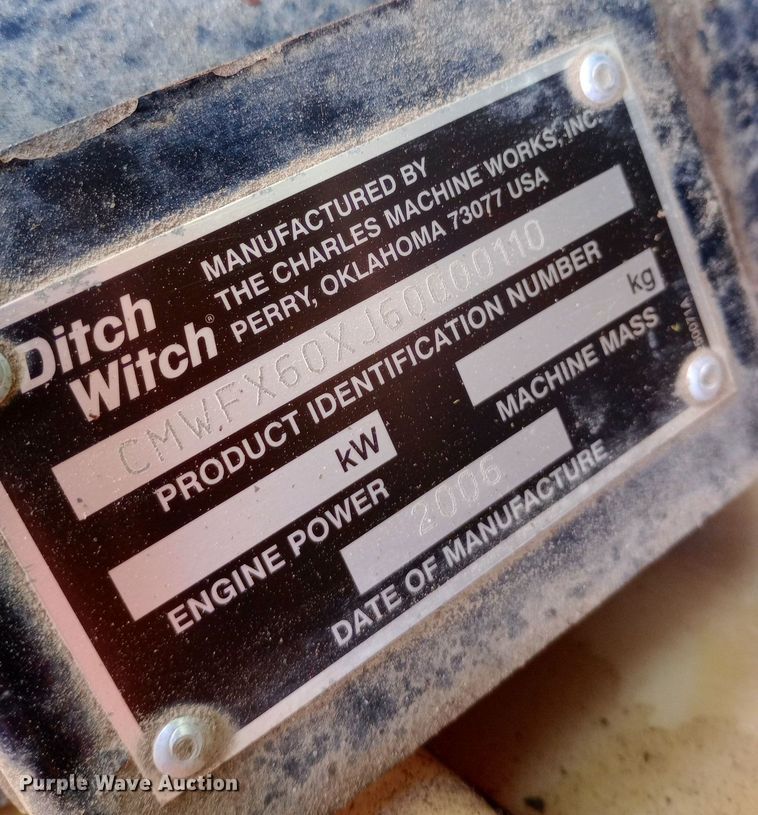 Ditch
Witch®
MANUFACTURED BY
THE CHARLES MACHINE WORKS, INC.
PERRY, OKLAHOMA 73077 USA
CMWFX60XJ60000110
PRODUCT IDENTIFICATION NUMBER
kW
ENGINE POWER
kg
MACHINE MASS
2006
DATE OF MANUFACTURE
Purple Wave Auction